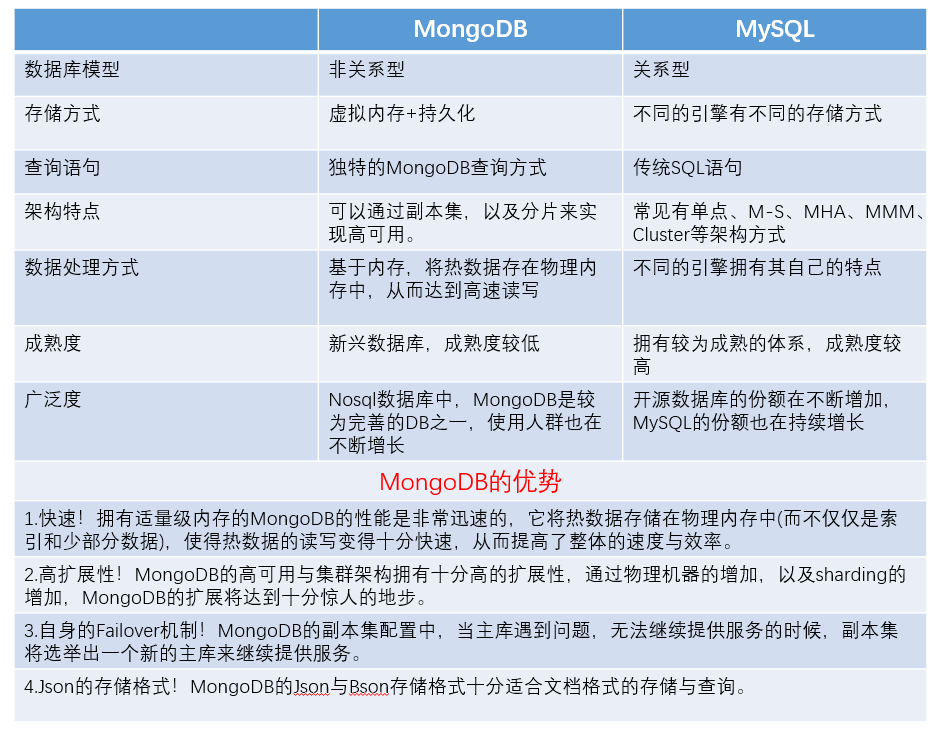 MongoDB MySQL
数据库模型 非关系型 关系型
存储方式 虚拟内存+持久化 不同的引擎有不同的存储方式
查询语句 独特的MongoDB查询方式 传统SQL语句
架构特点 可以通过副本集，以及分片来实 常见有单点、M-S、MHA、MMM、
现高可用。 Cluster等架构方式
数据处理方式 基于内存，将热数据存在物理内 不同的引擎拥有其自己的特点
存中，从而达到高速读写
成熟度 新兴数据库，成熟度较低 拥有较为成熟的体系，成熟度较
高
广泛度 Nosql数据库中，MongoDB是较 开源数据库的份额在不断增加，
为完善的DB之一，使用人群也在 MySQL的份额也在持续增长
不断增长
MongoDB的优势
1.快速！拥有适量级内存的MongoDB的性能是非常迅速的，它将热数据存储在物理内存中(而不仅仅是索
引和少部分数据)，使得热数据的读写变得十分快速，从而提高了整体的速度与效率。
2.高扩展性！MongoDB的高可用与集群架构拥有十分高的扩展性，通过物理机器的增加，以及sharding的
增加，MongoDB的扩展将达到十分惊人的地步。
3.自身的Failover机制！MongoDB的副本集配置中，当主库遇到问题，无法继续提供服务的时候，副本集
将选举出一个新的主库来继续提供服务。
4.Json的存储格式！MongoDB的Json与Bson存储格式十分适合文档格式的存储与查询。